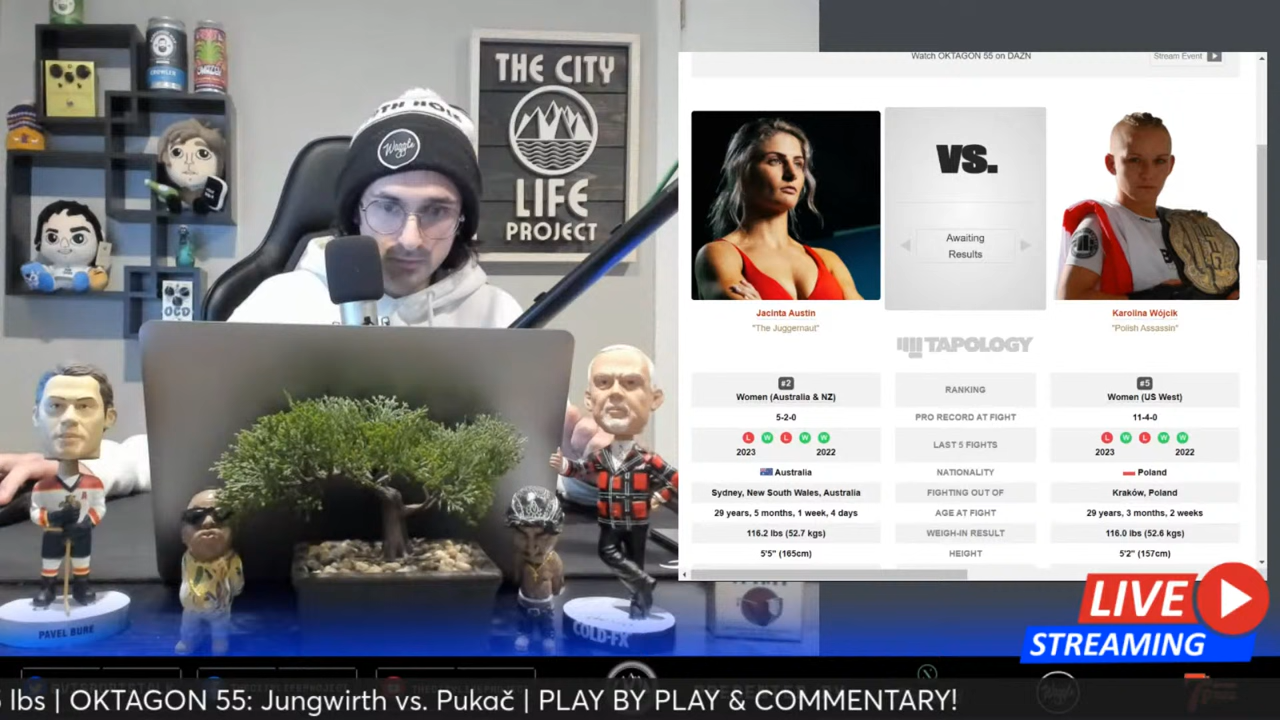 CRAWLER
OCD
NORTH
Waggle
THE CITY
LIFE
PROJECT
PAVEL BURE
COLD-FX
Watch OKTAGON 55 on DAZN
Stream Event
VS.
Awaiting
Results
Jacinta Austin
"The Juggernaut"
Karolina Wójcik
"Polish Assassin"
TAPOLOGY
#2
Women (Australia & NZ)
RANKING
#5
Women (US West)
5-2-0
PRO RECORD AT FIGHT
11-4-0
L W L W W
2023 2022
LAST 5 FIGHTS
L W L W W
2023 2022
Australia
NATIONALITY
Poland
Sydney, New South Wales, Australia
FIGHTING OUT OF
Kraków, Poland
29 years, 5 months, 1 week, 4 days
AGE AT FIGHT
29 years, 3 months, 2 weeks
116.2 lbs (52.7 kgs)
WEIGH-IN RESULT
116.0 lbs (52.6 kgs)
5'5" (165cm)
HEIGHT
5'2" (157cm)
LIVE
STREAMING
lbs | OKTAGON 55: Jungwirth vs. Pukač | PLAY BY PLAY & COMMENTARY!